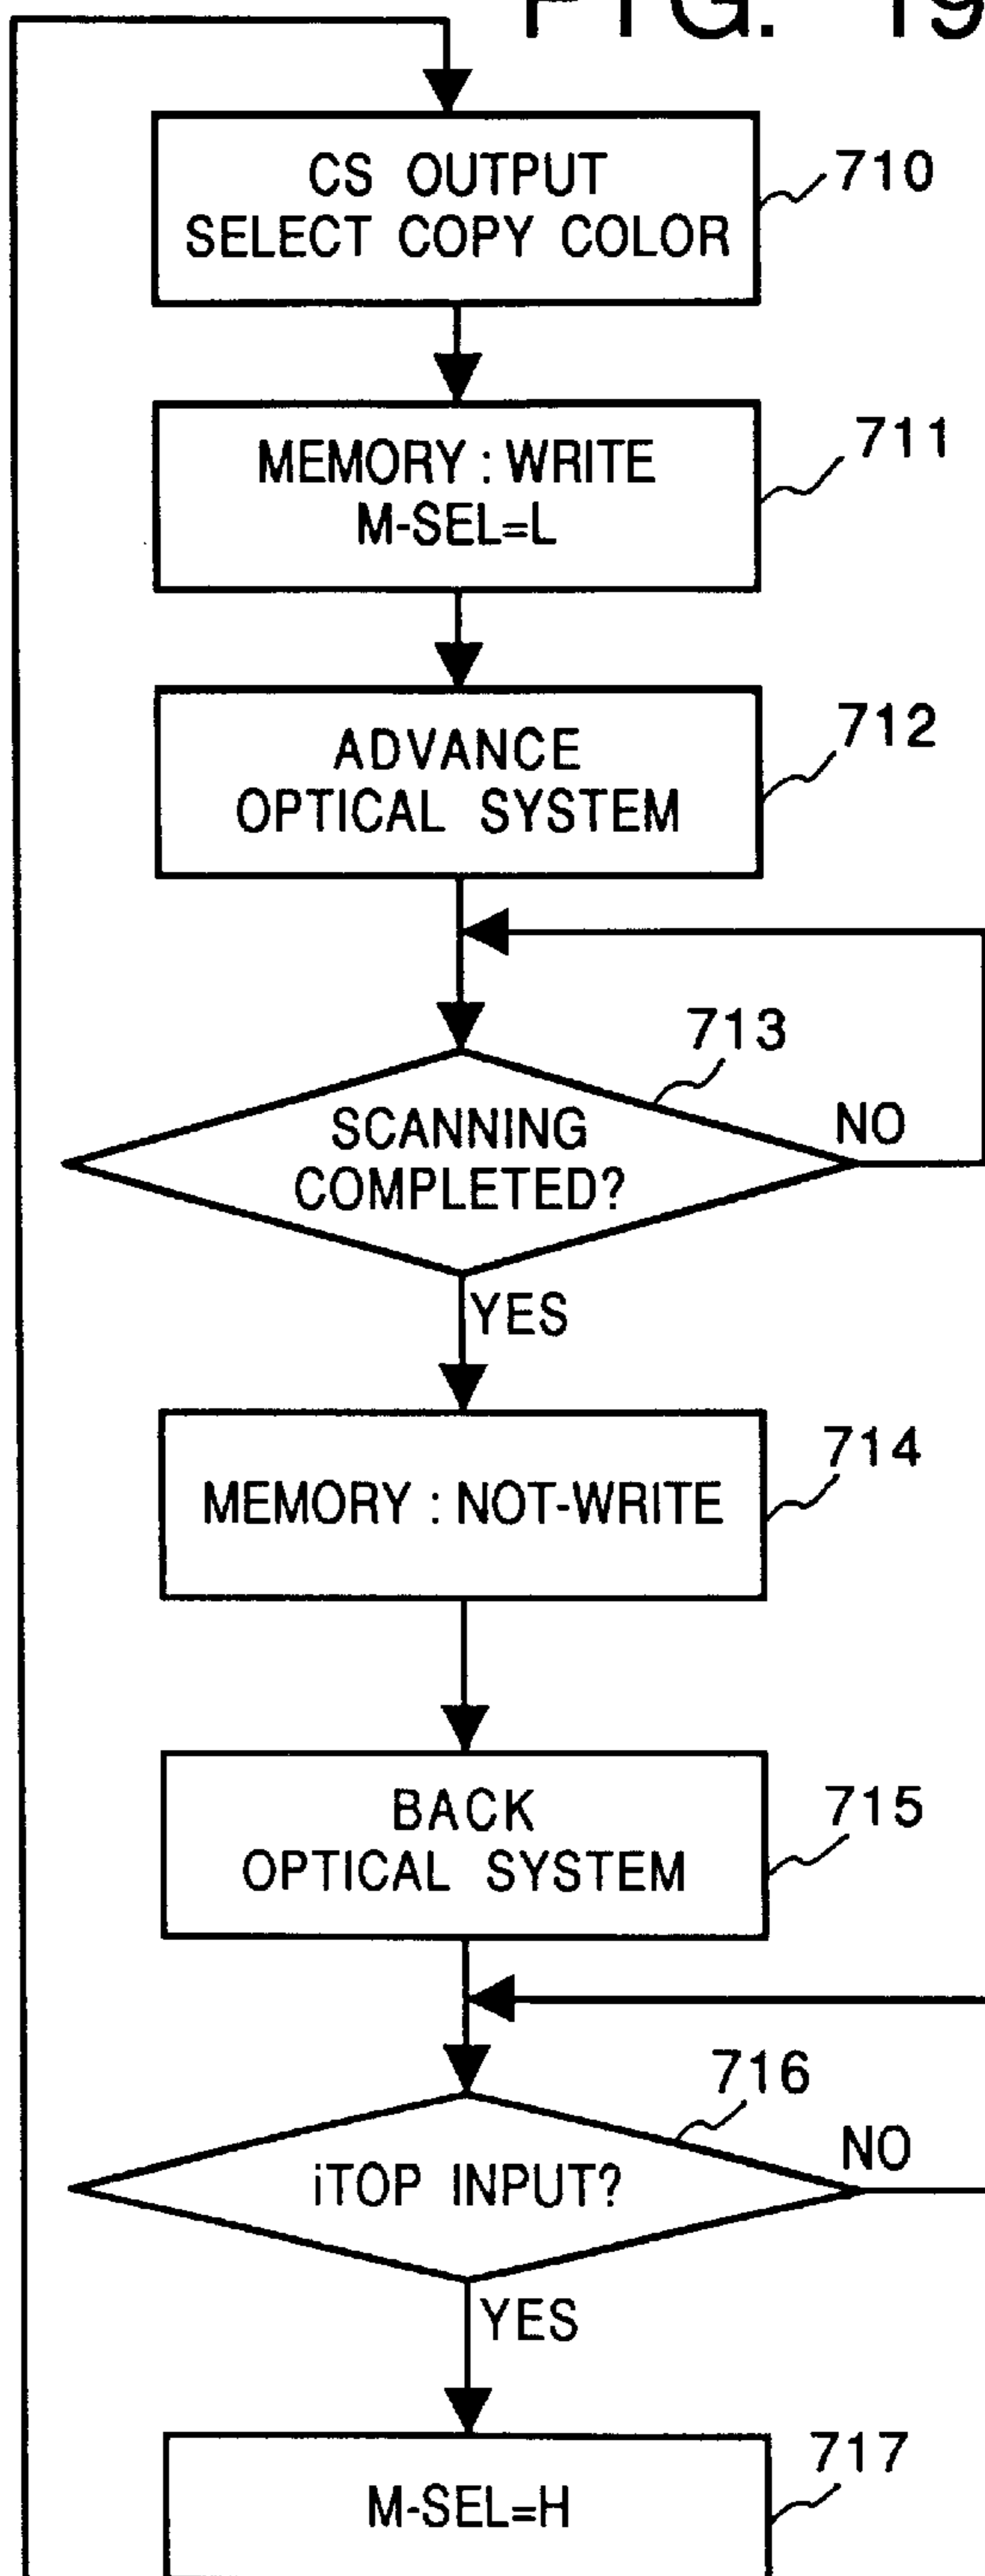 FIG. 19
CS OUTPUT
SELECT COPY COLOR
710
MEMORY : WRITE
M-SEL=L
711
ADVANCE
OPTICAL SYSTEM
712
713
SCANNING
COMPLETED?
NO
YES
MEMORY : NOT-WRITE
714
BACK
OPTICAL SYSTEM
715
716
iTOP INPUT?
NO
YES
M-SEL=H
717